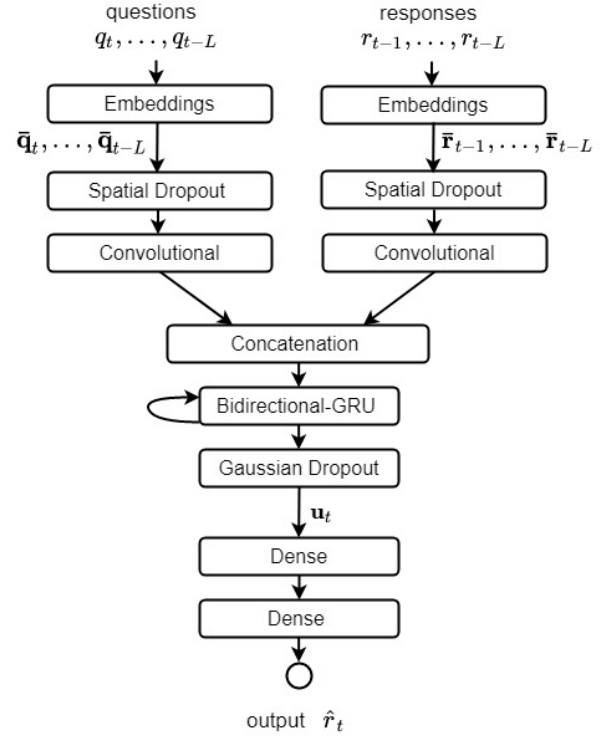 questions
q_t, ..., q_{t-L}
responses
r_{t-1}, ..., r_{t-L}
Embeddings
Embeddings
q̄_t, ..., q̄_{t-L}
r̄_{t-1}, ..., r̄_{t-L}
Spatial Dropout
Spatial Dropout
Convolutional
Convolutional
Concatenation
Bidirectional-GRU
Gaussian Dropout
u_t
Dense
Dense
output r̂_t